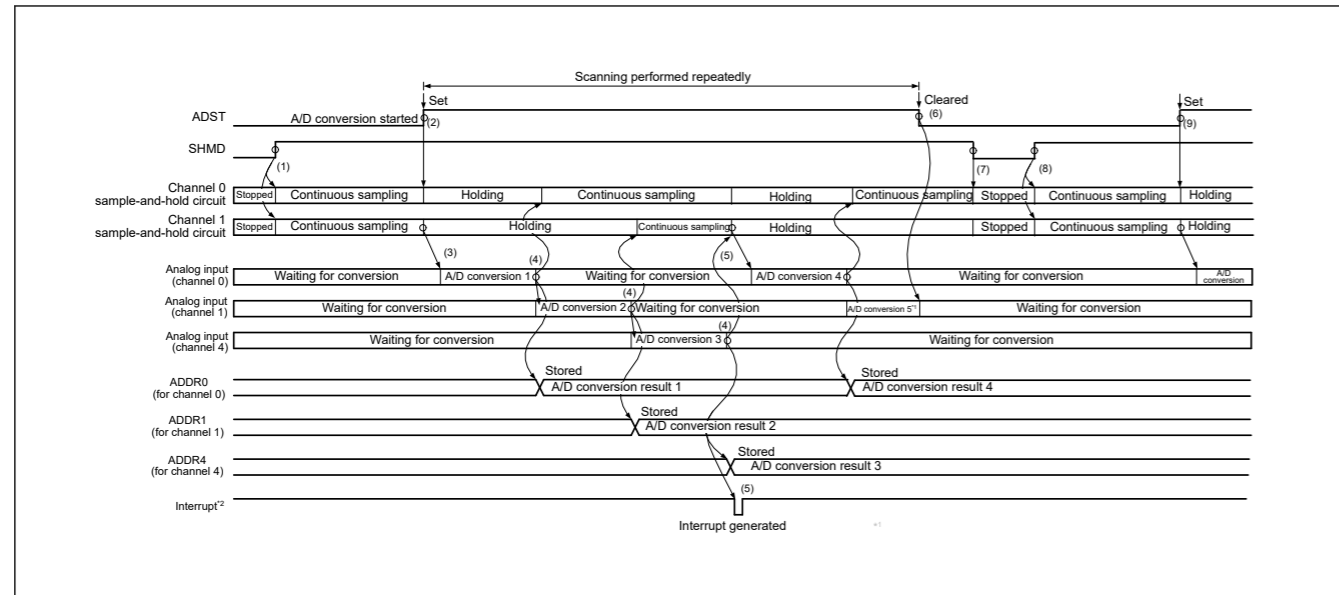 Scanning performed repeatedly
ADST A/D conversion started Set (2) Cleared (6) Set (9)
SHMD (1) (7) (8)
Channel 0
sample-and-hold circuit
Stopped Continuous sampling Holding Continuous sampling Holding Continuous sampling Stopped Continuous sampling Holding
Channel 1
sample-and-hold circuit
Stopped Continuous sampling Holding Continuous sampling Holding Stopped Continuous sampling Holding
(3) (4) (5)
Analog input
(channel 0)
Waiting for conversion A/D conversion 1 Waiting for conversion A/D conversion 4 Waiting for conversion A/D conversion
(4)
Analog input
(channel 1)
Waiting for conversion A/D conversion 2 Waiting for conversion A/D conversion 5*1 Waiting for conversion
(4)
Analog input
(channel 4)
Waiting for conversion A/D conversion 3 Waiting for conversion
ADDR0
(for channel 0)
Stored Stored
A/D conversion result 1 A/D conversion result 4
ADDR1
(for channel 1)
Stored
A/D conversion result 2
ADDR4
(for channel 4)
Stored
A/D conversion result 3
Interrupt*2 (5)
Interrupt generated *1